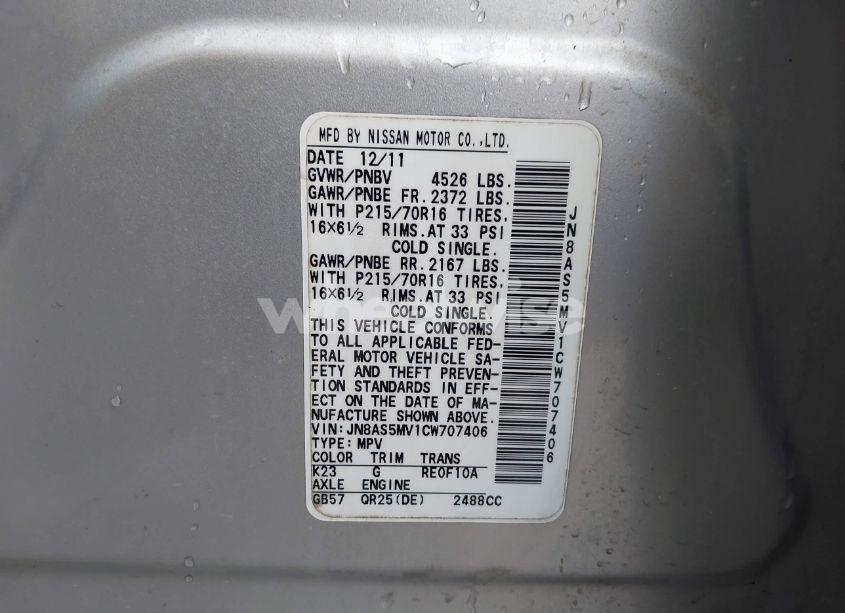 MFD BY NISSAN MOTOR CO.,LTD.
DATE 12/11
GVWR/PNBV 4526 LBS.
GAWR/PNBE FR. 2372 LBS.
WITH P215/70R16 TIRES,
16×6½ RIMS.AT 33 PSI
COLD SINGLE.
GAWR/PNBE RR. 2167 LBS.
WITH P215/70R16 TIRES,
16×6½ RIMS.AT 33 PSI
COLD SINGLE.
THIS VEHICLE CONFORMS
TO ALL APPLICABLE FED-
ERAL MOTOR VEHICLE SA-
FETY AND THEFT PREVEN-
TION STANDARDS IN EFF-
ECT ON THE DATE OF MA-
NUFACTURE SHOWN ABOVE.
VIN:JN8AS5MV1CW707406
TYPE:MPV
COLOR TRIM TRANS
K23 G RE0F10A
AXLE ENGINE
GB57 QR25(DE) 2488CC
JN8AS5MV1CW707406